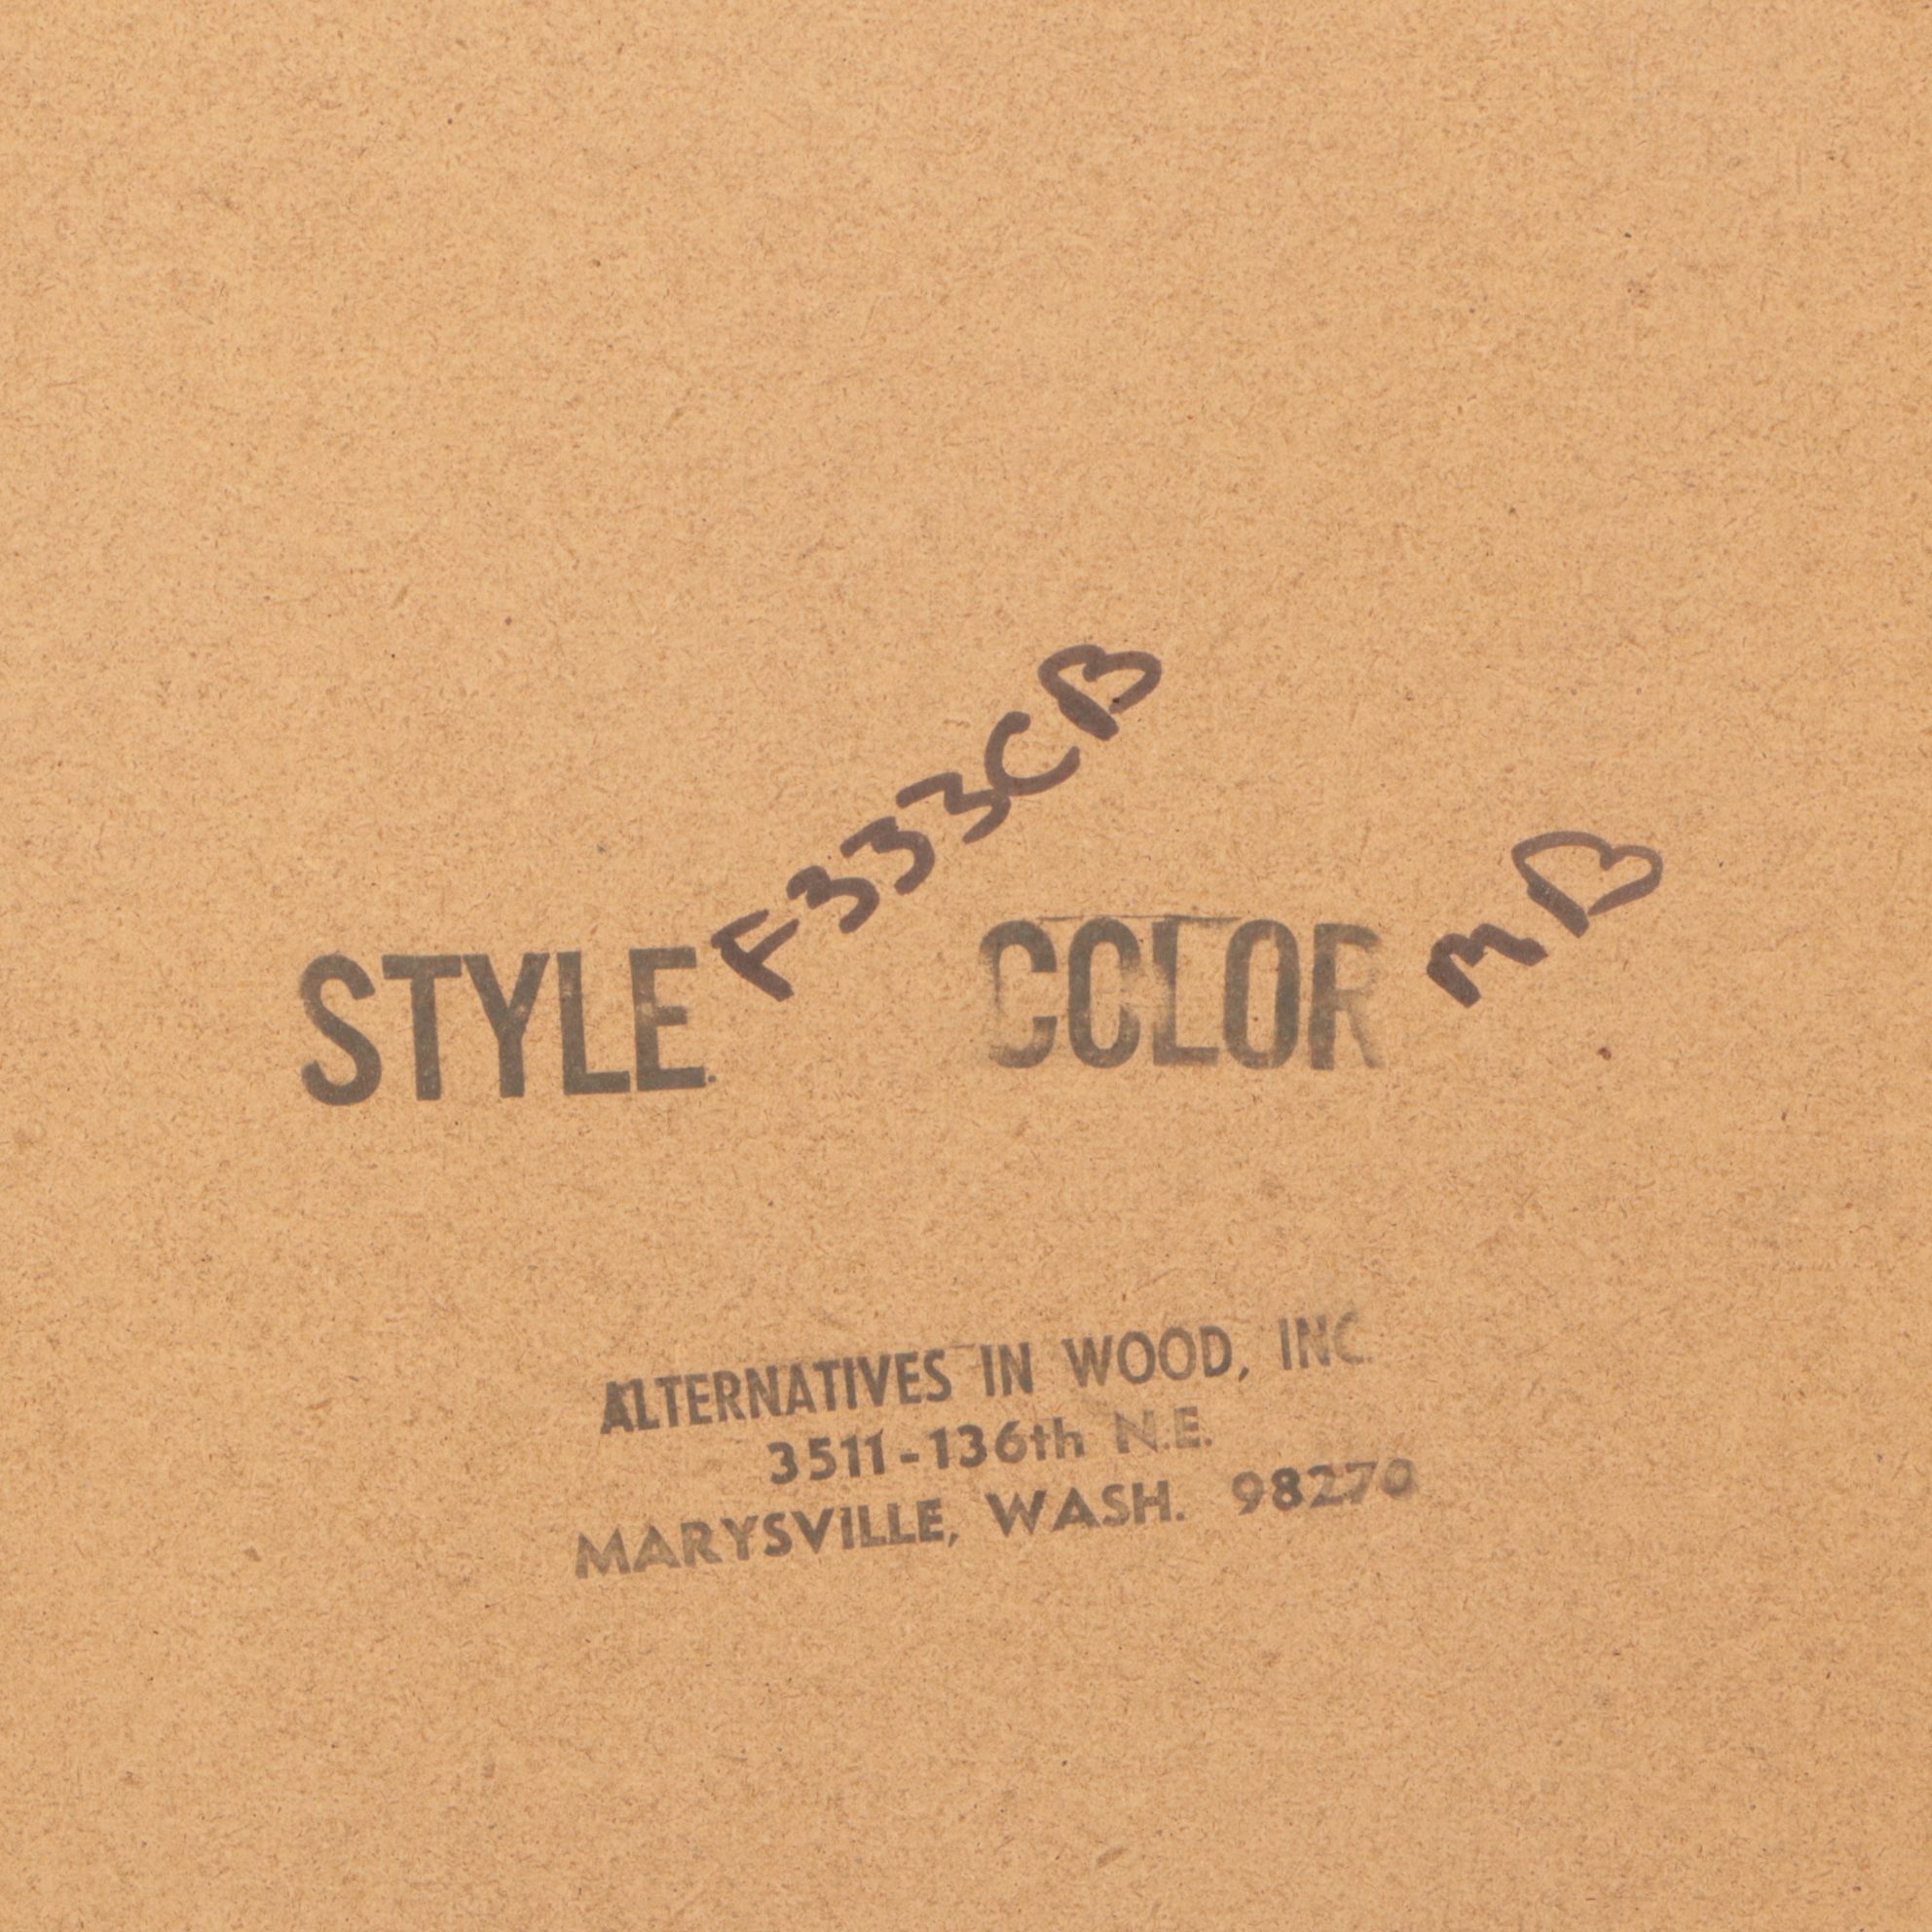 STYLE F333CB COLOR MB
ALTERNATIVES IN WOOD, INC.
3511-136th N.E.
MARYSVILLE, WASH. 98270